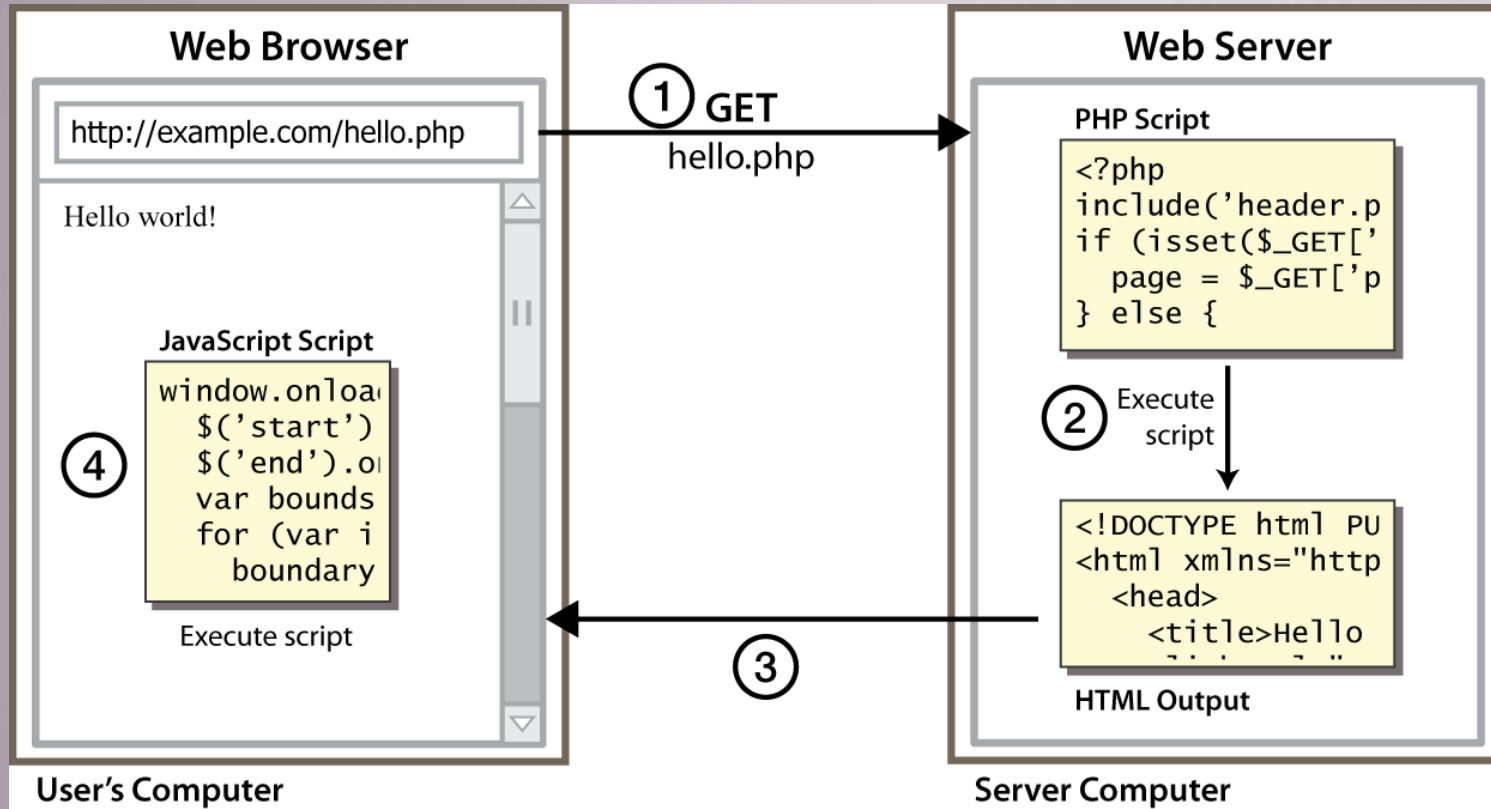 Web Browser
http://example.com/hello.php
Hello world!
JavaScript Script
window.onload
$('start')
$('end').on
var bounds
for (var i
boundary
4
Execute script
User's Computer
1 GET
hello.php
3
Web Server
PHP Script
<?php
include('header.p
if (isset($_GET['
page = $_GET['p
} else {
2
Execute
script
<!DOCTYPE html PU
<html xmlns="http
<head>
<title>Hello
HTML Output
Server Computer